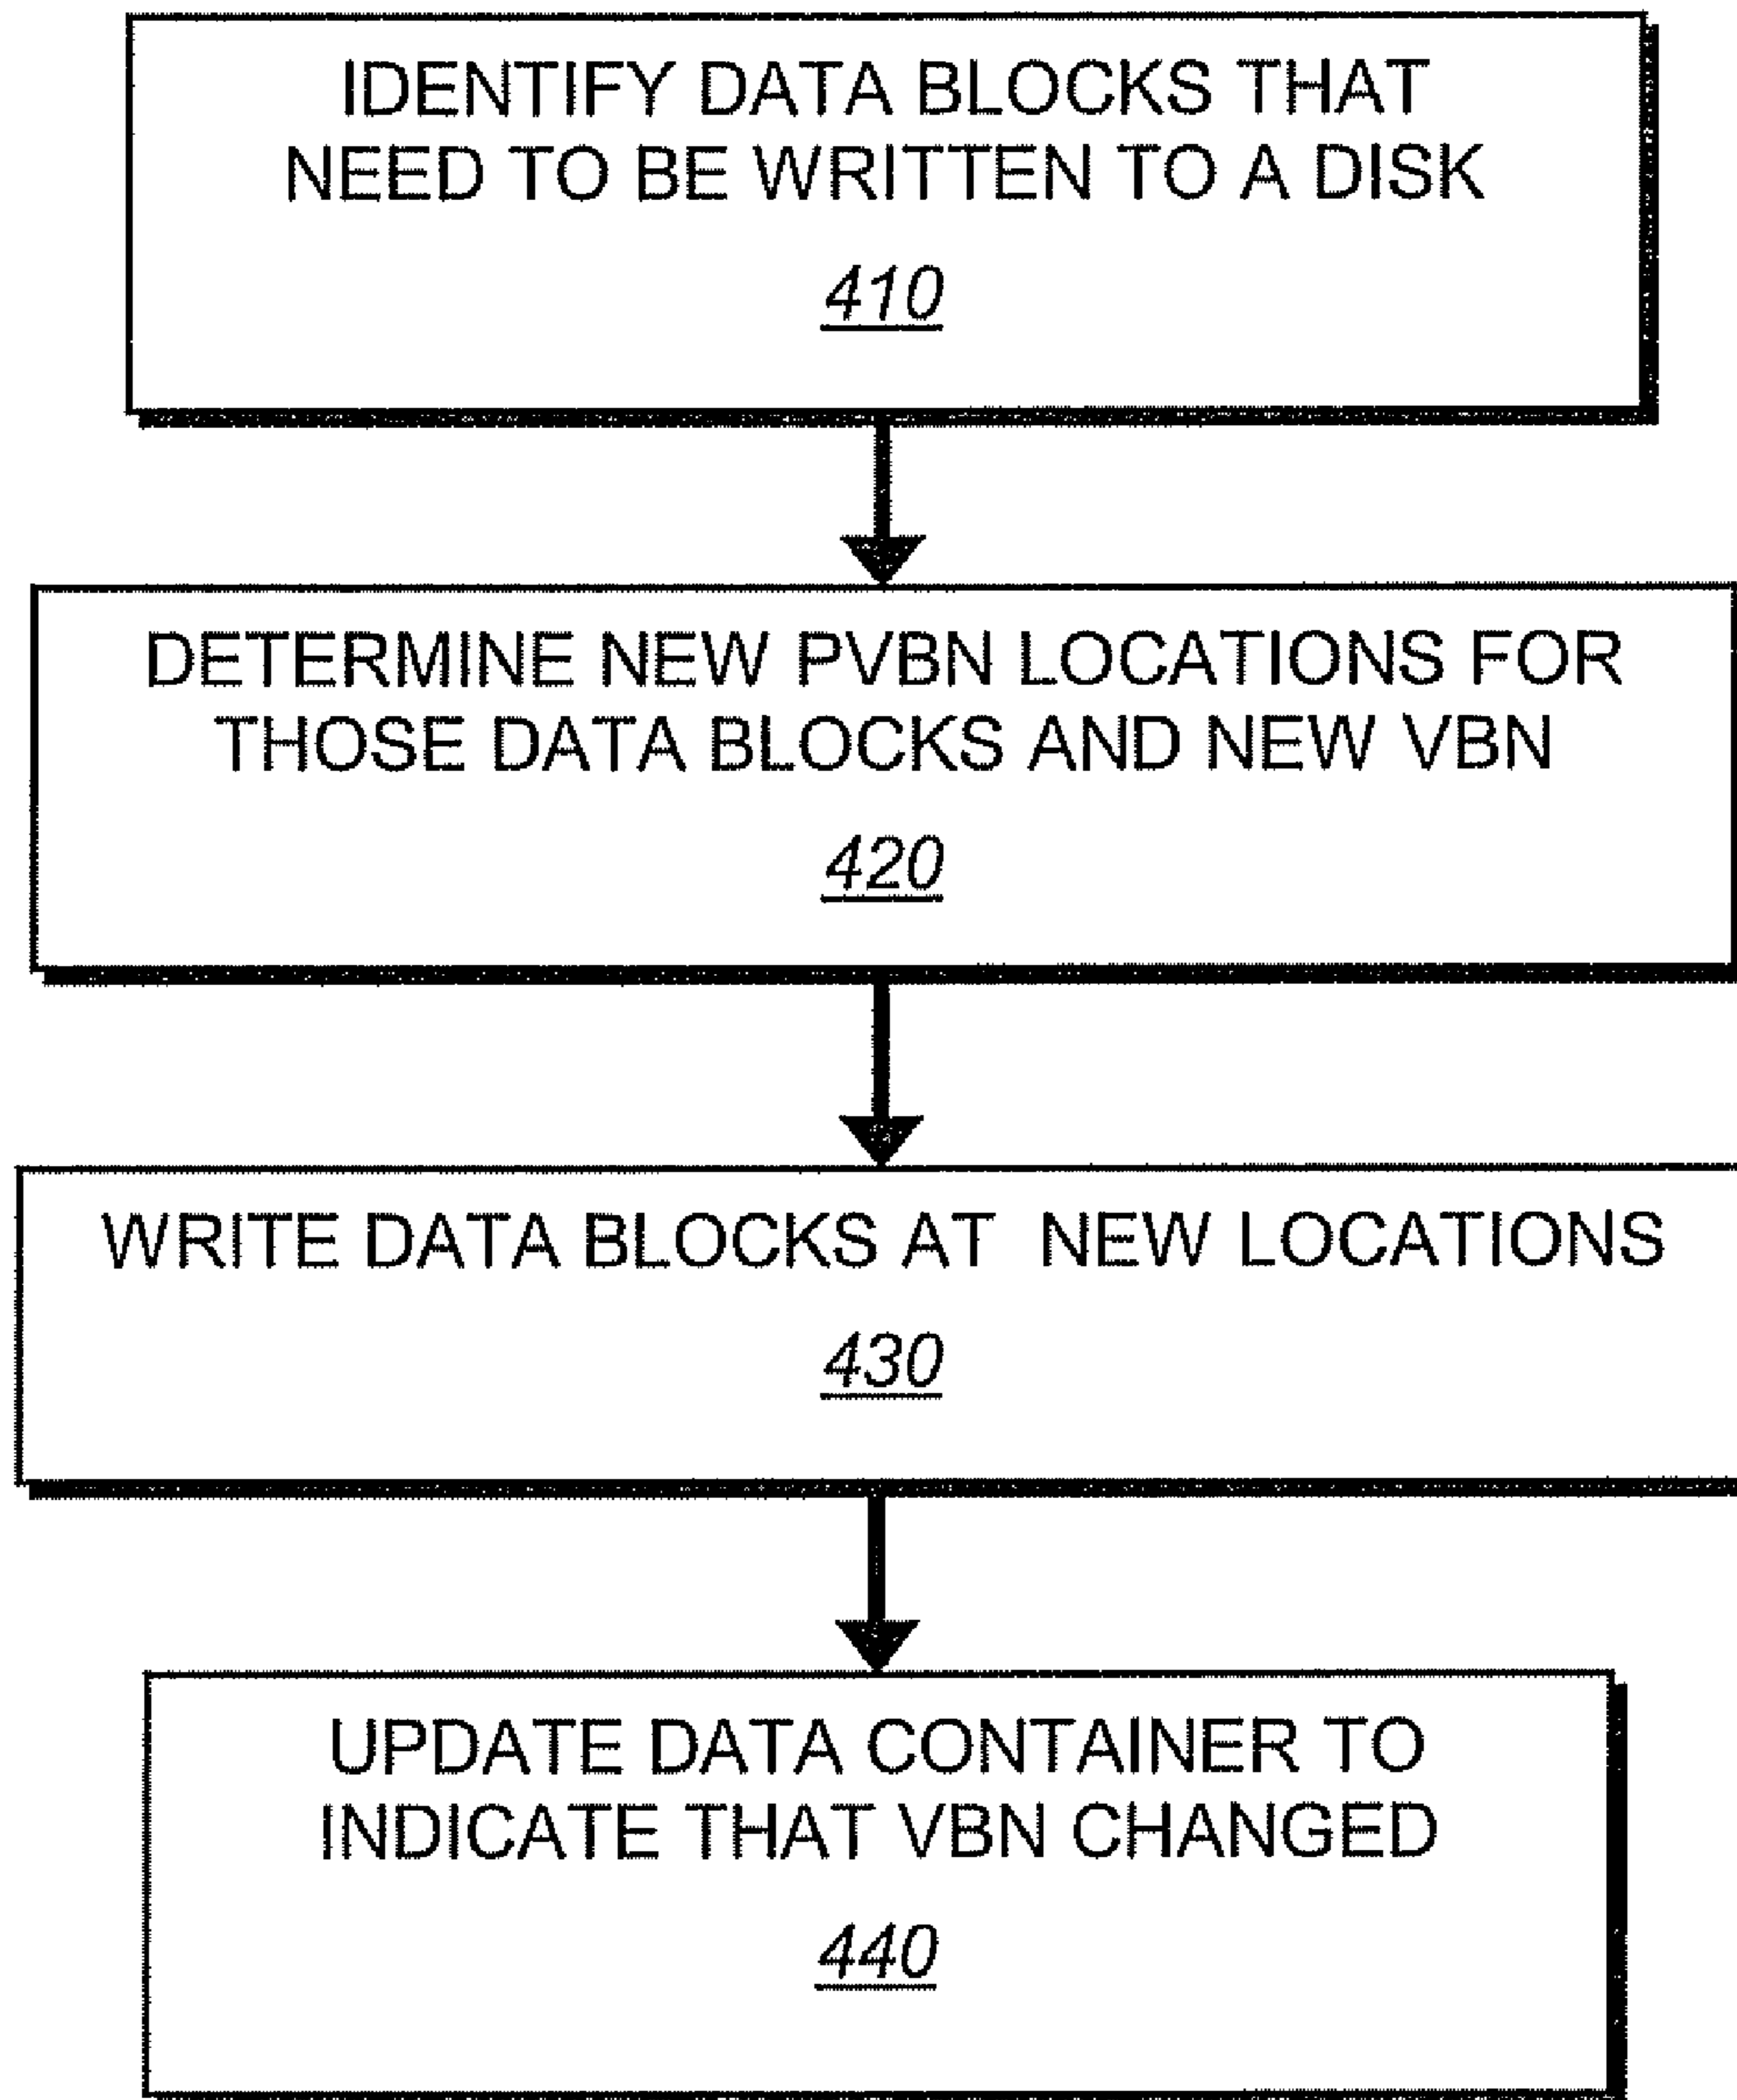 IDENTIFY DATA BLOCKS THAT
NEED TO BE WRITTEN TO A DISK
410
DETERMINE NEW PVBN LOCATIONS FOR
THOSE DATA BLOCKS AND NEW VBN
420
WRITE DATA BLOCKS AT NEW LOCATIONS
430
UPDATE DATA CONTAINER TO
INDICATE THAT VBN CHANGED
440